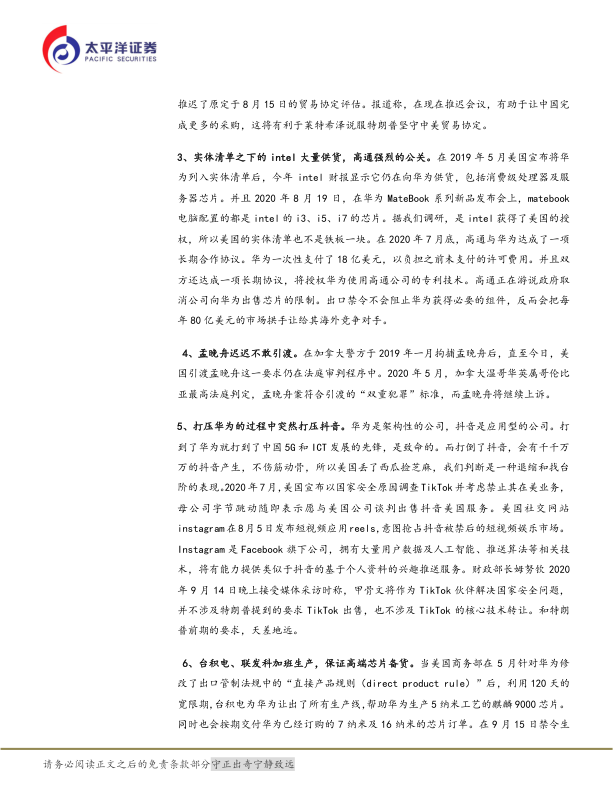 太平洋证券
PACIFIC SECURITIES
推迟了原定于 8 月 15 日的贸易协定评估。报道称，在现在推迟会议，有助于让中国完
成更多的采购，这将有利于莱特希泽说服特朗普坚守中美贸易协定。
3、实体清单之下的 intel 大量供货，高通强烈的公关。在 2019 年 5 月美国宣布将华
为列入实体清单后，今年 intel 财报显示它仍在向华为供货，包括消费级处理器及服
务器芯片。并且 2020 年 8 月 19 日，在华为 MateBook 系列新品发布会上，matebook
电脑配置的都是 intel 的 i3、i5、i7 的芯片。据我们调研，是 intel 获得了美国的授
权，所以美国的实体清单也不是铁板一块。在 2020 年 7 月底，高通与华为达成了一项
长期合作协议。华为一次性支付了 18 亿美元，以负担之前未支付的许可费用。并且双
方还达成一项长期协议，将授权华为使用高通公司的专利技术。高通正在游说政府取
消公司向华为出售芯片的限制。出口禁令不会阻止华为获得必要的组件，反而会把每
年 80 亿美元的市场拱手让给其海外竞争对手。
4、孟晚舟迟迟不敢引渡。在加拿大警方于 2019 年一月拘捕孟晚舟后，直至今日，美
国引渡孟晚舟这一要求仍在法庭审判程序中。2020 年 5 月，加拿大温哥华英属哥伦比
亚最高法庭判定，孟晚舟案符合引渡的“双重犯罪”标准，而孟晚舟将继续上诉。
5、打压华为的过程中突然打压抖音。华为是架构性的公司，抖音是应用型的公司。打
到了华为就打到了中国 5G 和 ICT 发展的先锋，是致命的。而打倒了抖音，会有千千万
万的抖音产生，不伤筋动骨，所以美国丢了西瓜捡芝麻，我们判断是一种退缩和找台
阶的表现。2020 年 7 月，美国宣布以国家安全原因调查 TikTok 并考虑禁止其在美业务，
母公司字节跳动随即表示愿与美国公司谈判出售抖音美国服务。美国社交网站
instagram 在 8 月 5 日发布短视频应用 reels，意图抢占抖音被禁后的短视频娱乐市场。
Instagram 是 Facebook 旗下公司，拥有大量用户数据及人工智能、推送算法等相关技
术，将有能力提供类似于抖音的基于个人资料的兴趣推送服务。财政部长姆努钦 2020
年 9 月 14 日晚上接受媒体采访时称，甲骨文将作为 TikTok 伙伴解决国家安全问题，
并不涉及特朗普提到的要求 TikTok 出售，也不涉及 TikTok 的核心技术转让。和特朗
普前期的要求，天差地远。
6、台积电、联发科加班生产，保证高端芯片备货。当美国商务部在 5 月针对华为修
改了出口管制法规中的“直接产品规则（direct product rule）”后，利用 120 天的
宽限期，台积电为华为让出了所有生产线，帮助华为生产 5 纳米工艺的麒麟 9000 芯片。
同时也会按期交付华为已经订购的 7 纳米及 16 纳米的芯片订单。在 9 月 15 日禁令生
请务必阅读正文之后的免责条款部分守正出奇宁静致远